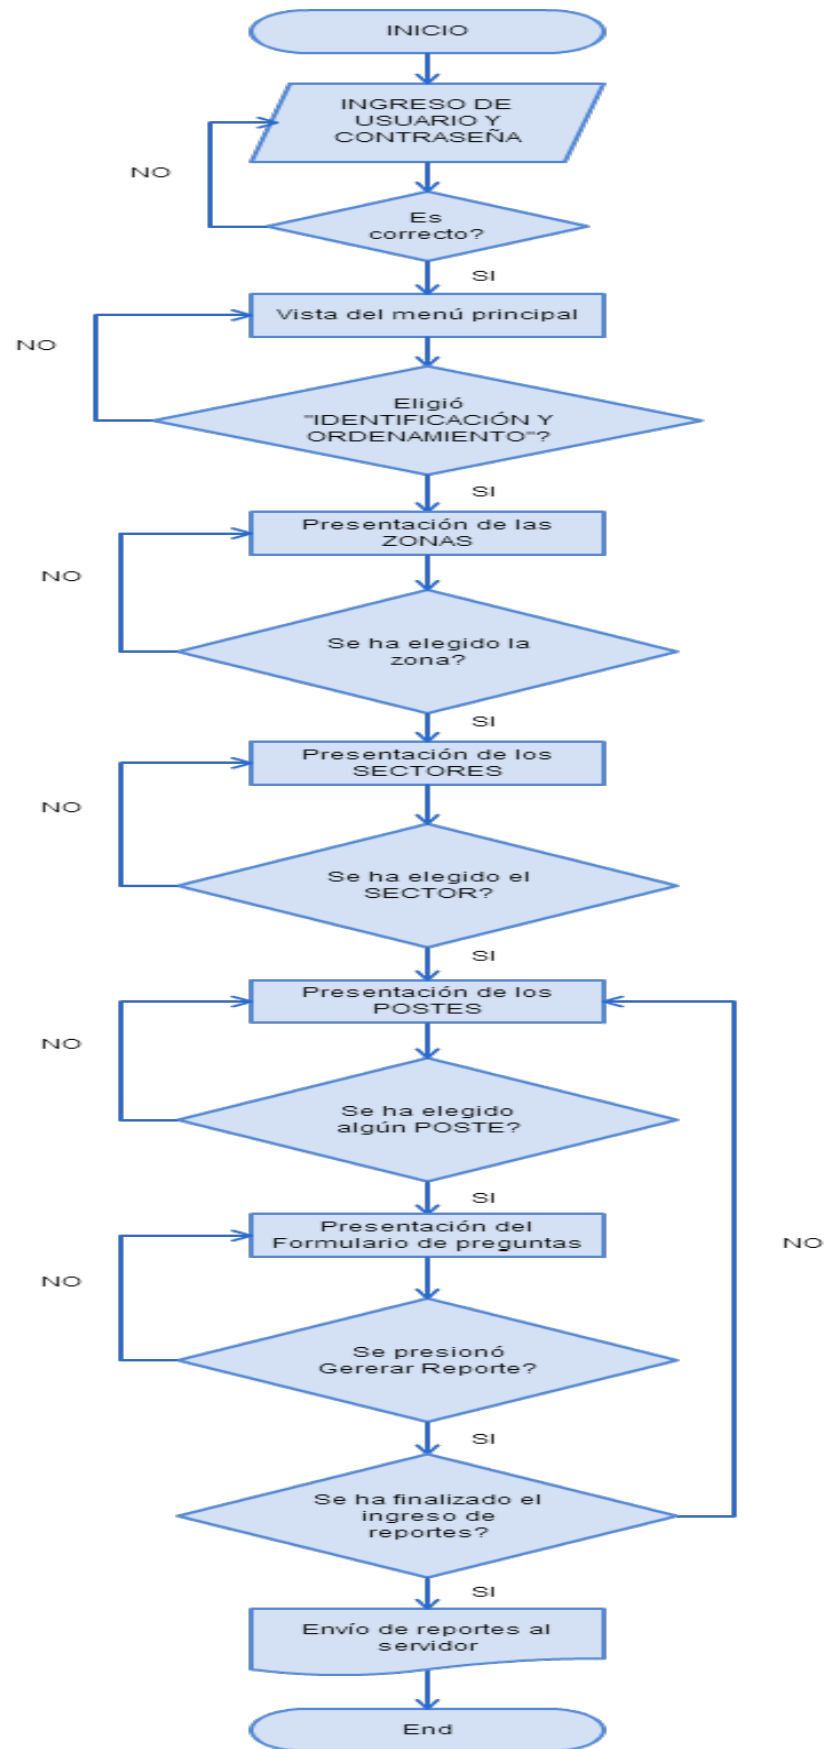 INICIO
INGRESO DE
USUARIO Y
CONTRASEÑA
NO
Es
correcto?
SI
Vista del menú principal
NO
Eligió
"IDENTIFICACIÓN Y
ORDENAMIENTO"?
SI
Presentación de las
ZONAS
NO
Se ha elegido la
zona?
SI
Presentación de los
SECTORES
NO
Se ha elegido el
SECTOR?
SI
Presentación de los
POSTES
NO
Se ha elegido
algún POSTE?
SI
Presentación del
Formulario de preguntas
NO
NO
Se presionó
Gererar Reporte?
SI
Se ha finalizado el
ingreso de
reportes?
SI
Envío de reportes al
servidor
End